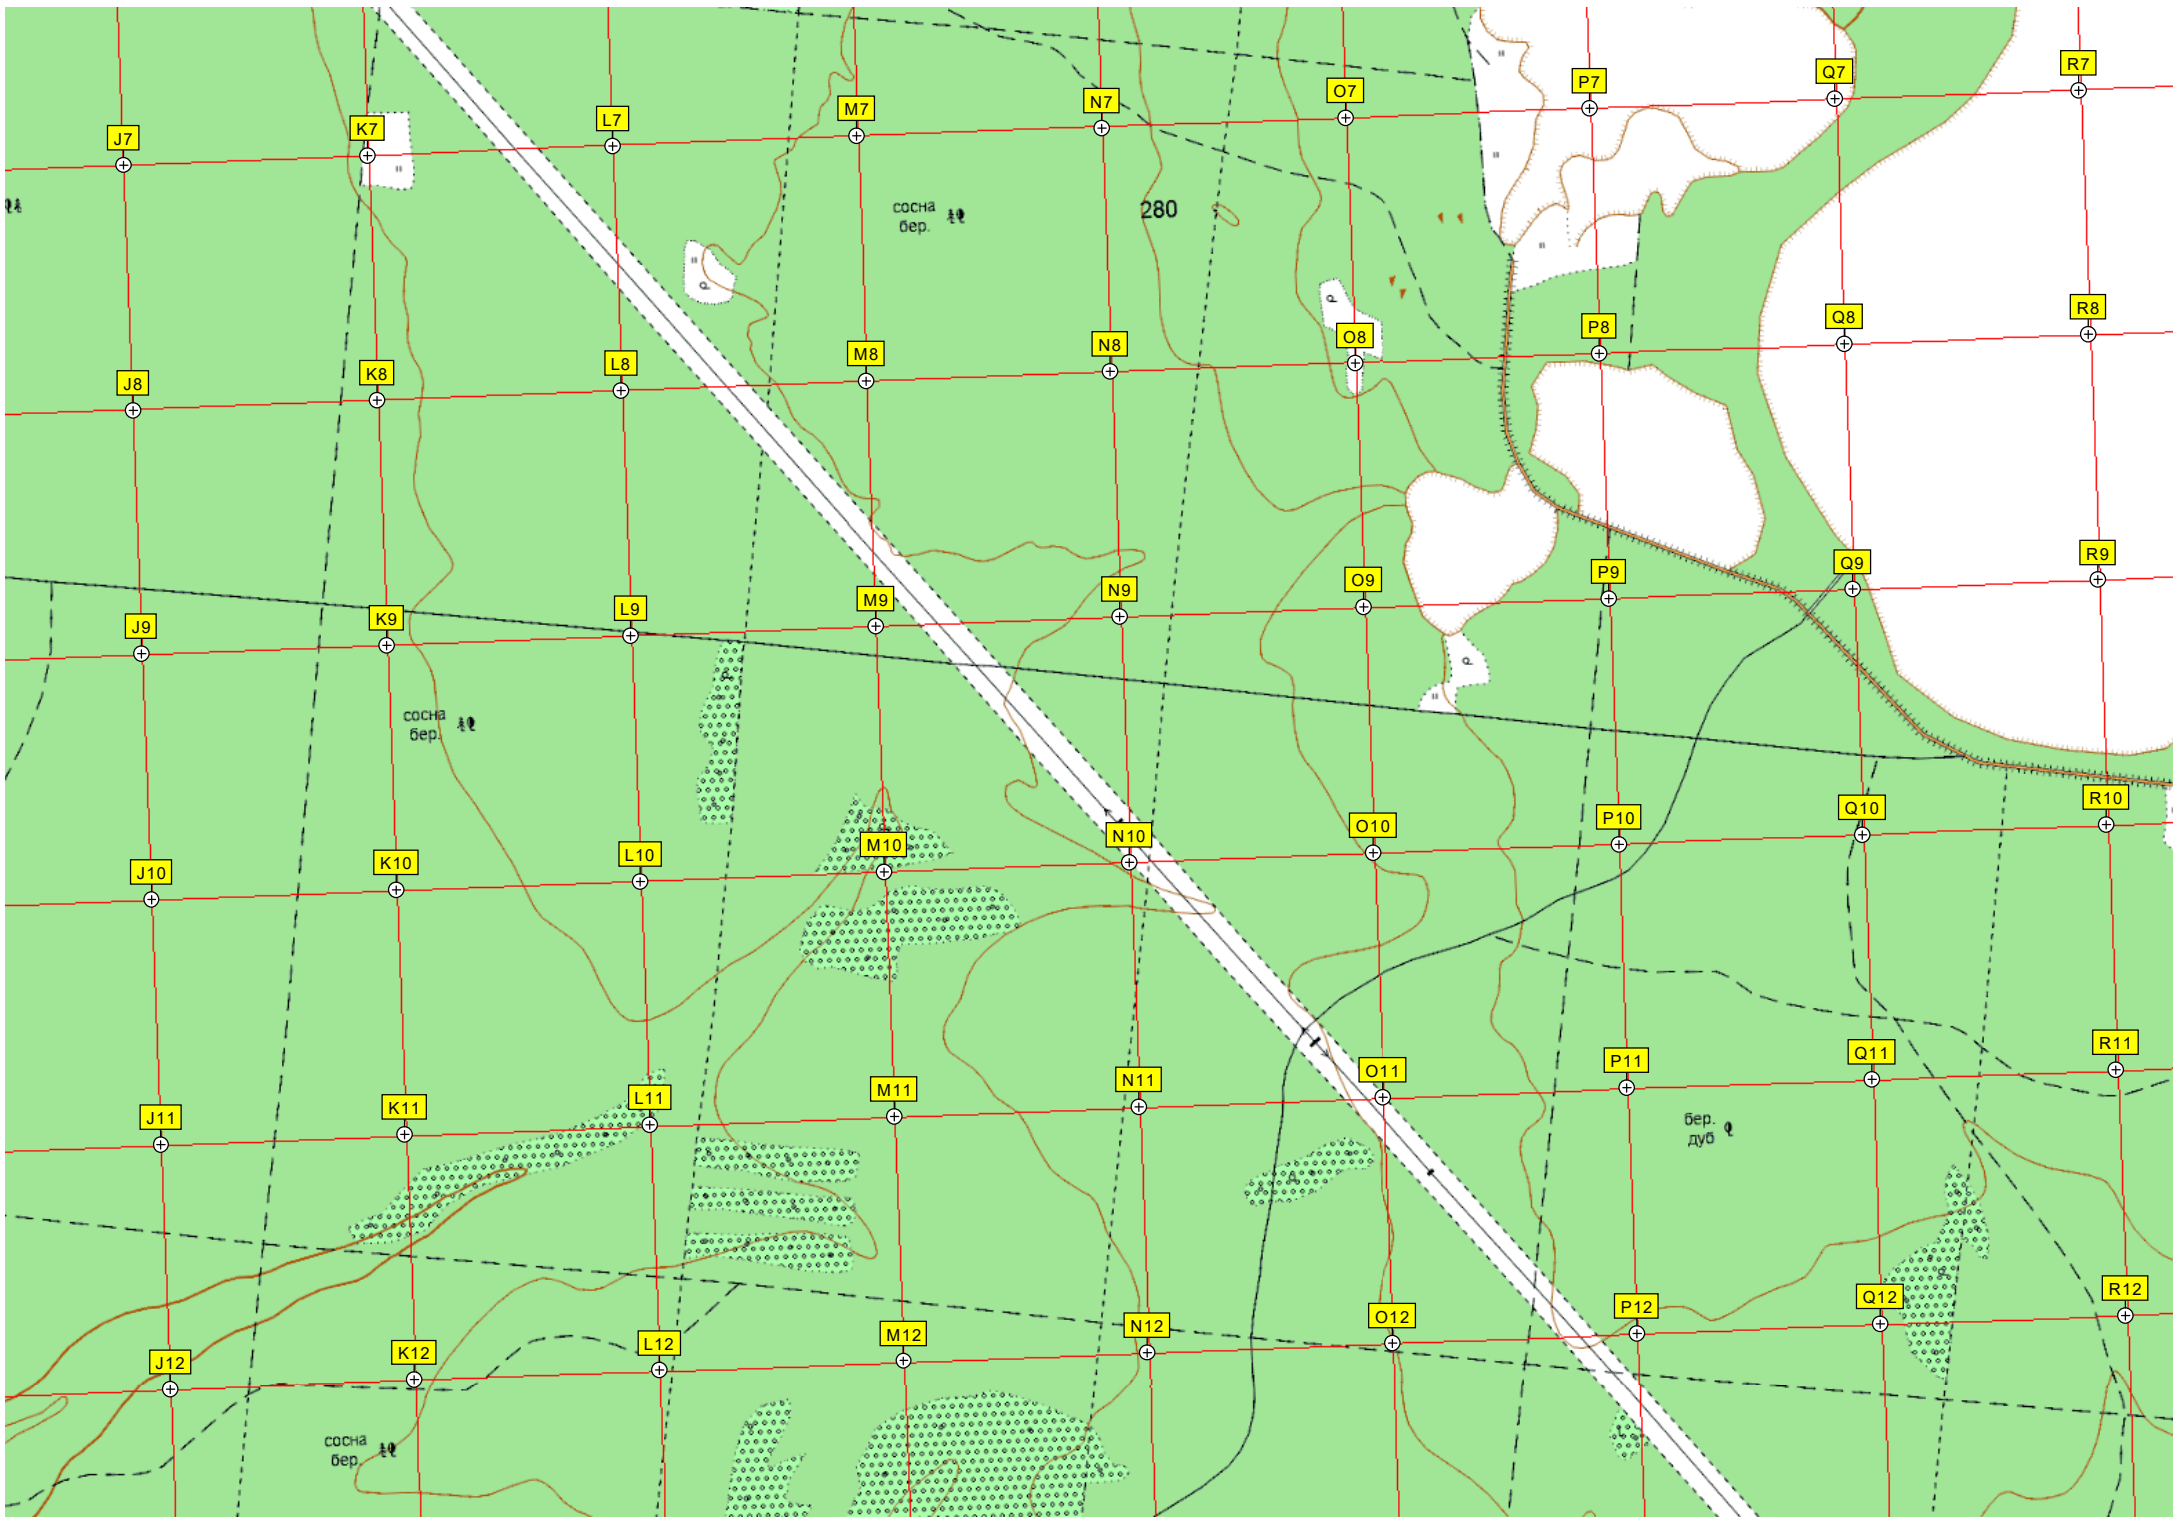 J7
K7
L7
M7
N7
O7
P7
Q7
R7
сосна
бер.
280
J8
K8
L8
M8
N8
O8
P8
Q8
R8
J9
K9
L9
M9
N9
O9
P9
Q9
R9
сосна
бер.
J10
K10
L10
M10
N10
O10
P10
Q10
R10
J11
K11
L11
M11
N11
O11
P11
Q11
R11
бер.
дуб
J12
K12
L12
M12
N12
O12
P12
Q12
R12
сосна
бер.